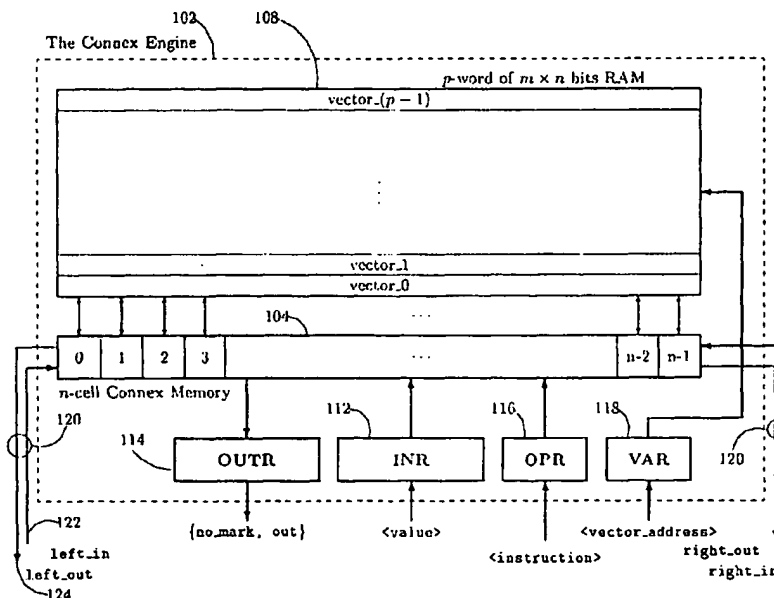 102
108
The Connex Engine
p-word of m × n bits RAM
vector_(p − 1)
vector_1
vector_0
104
0 1 2 3 n-2 n-1
n-cell Connex Memory
120
114
112
116
118
120
OUTR
INR
OPR
VAR
122
{no_mark, out}
<value>
<vector_address>
left_in
<instruction>
right_out
left_out
right_in
124